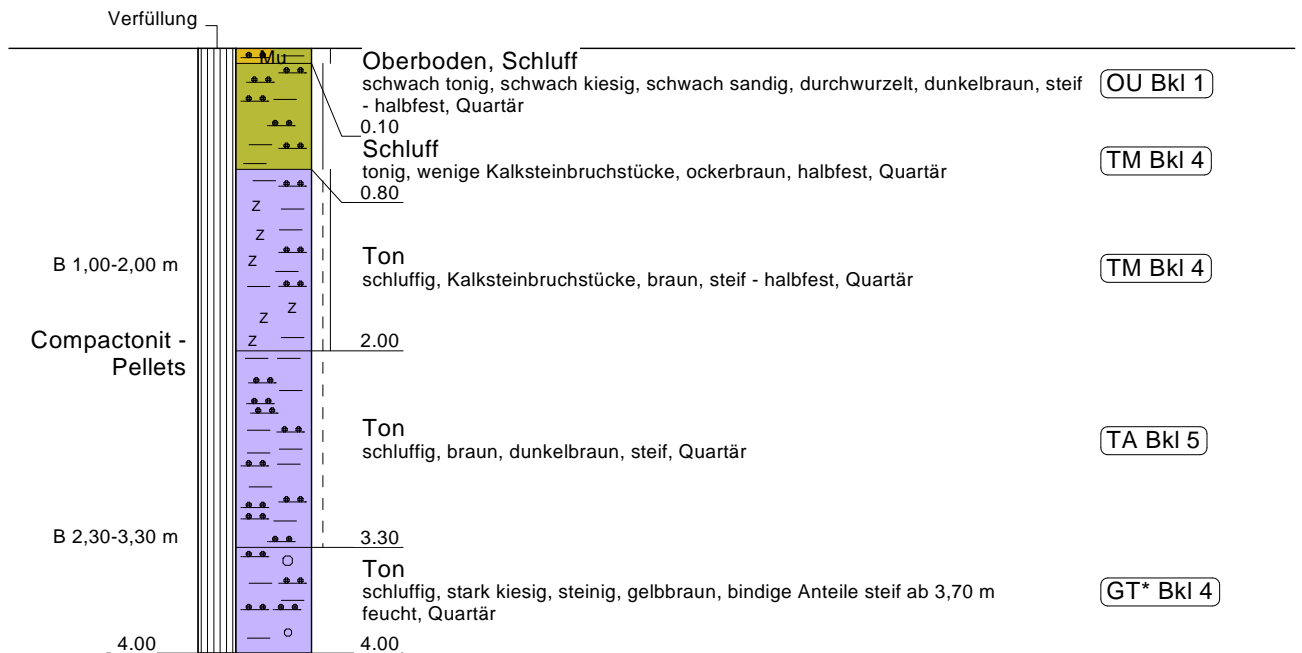 Verfüllung
Mu
Oberboden, Schluff
schwach tonig, schwach kiesig, schwach sandig, durchwurzelt, dunkelbraun, steif
- halbfest, Quartär
OU Bkl 1
0.10
Schluff
tonig, wenige Kalksteinbruchstücke, ockerbraun, halbfest, Quartär
TM Bkl 4
0.80
Z
Z
Z
Z
Z
Z
B 1,00-2,00 m
Ton
schluffig, Kalksteinbruchstücke, braun, steif - halbfest, Quartär
TM Bkl 4
2.00
Compactonit -
Pellets
Ton
schluffig, braun, dunkelbraun, steif, Quartär
TA Bkl 5
B 2,30-3,30 m
3.30
Ton
schluffig, stark kiesig, steinig, gelbbraun, bindige Anteile steif ab 3,70 m
feucht, Quartär
GT* Bkl 4
4.00
4.00